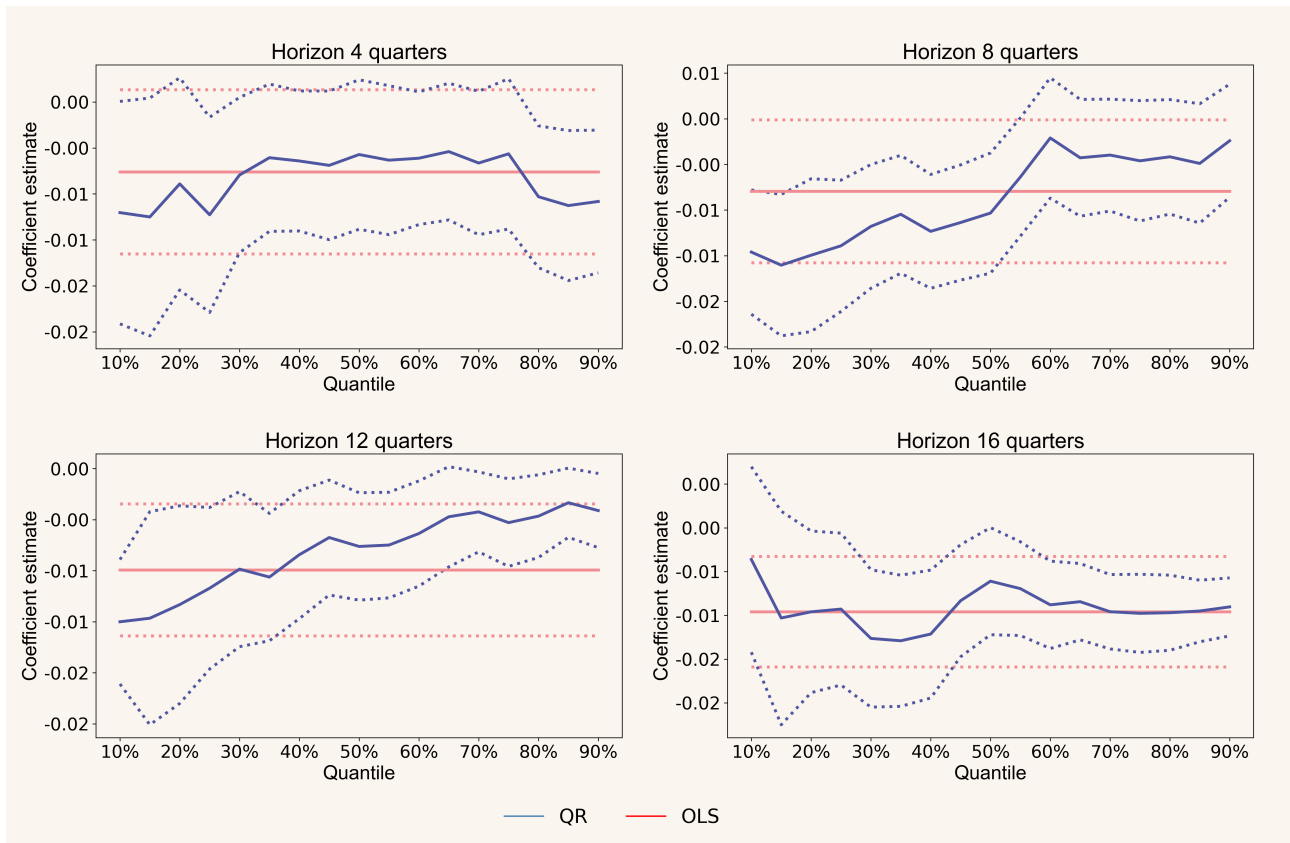 Horizon 4 quarters
Coefficient estimate
0.00
-0.00
-0.01
-0.01
-0.02
-0.02
10% 20% 30% 40% 50% 60% 70% 80% 90%
Quantile
Horizon 8 quarters
Coefficient estimate
0.01
0.00
-0.00
-0.01
-0.01
-0.02
-0.02
10% 20% 30% 40% 50% 60% 70% 80% 90%
Quantile
Horizon 12 quarters
Coefficient estimate
0.00
-0.00
-0.01
-0.01
-0.02
-0.02
10% 20% 30% 40% 50% 60% 70% 80% 90%
Quantile
Horizon 16 quarters
Coefficient estimate
0.00
0.00
-0.01
-0.01
-0.02
-0.02
10% 20% 30% 40% 50% 60% 70% 80% 90%
Quantile
QR OLS